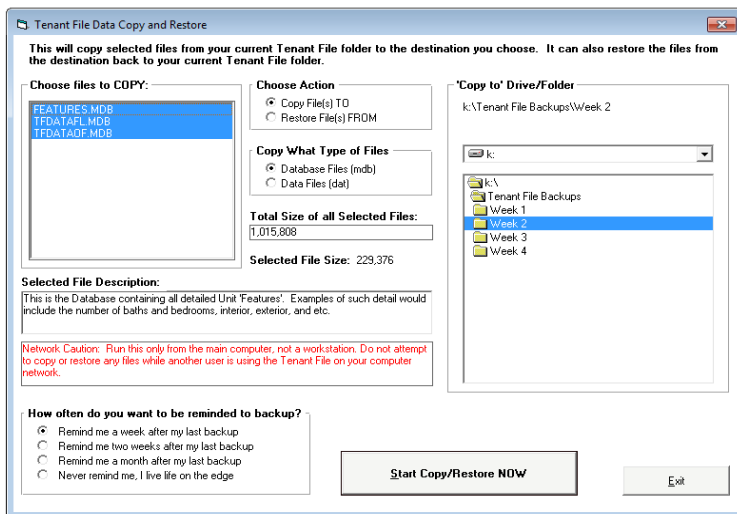 Tenant File Data Copy and Restore
This will copy selected files from your current Tenant File folder to the destination you choose. It can also restore the files from
the destination back to your current Tenant File folder.
Choose files to COPY:
FEATURES.MDB
TFDATAFL.MDB
TFDATAOF.MDB
Choose Action
Copy File(s) TO
Restore File(s) FROM
Copy What Type of Files
Database Files (mdb)
Data Files (dat)
Total Size of all Selected Files:
1,015,808
Selected File Size: 229,376
'Copy to' Drive/Folder
k:\Tenant File Backups\Week 2
k:
k:\
Tenant File Backups
Week 1
Week 2
Week 3
Week 4
Selected File Description:
This is the Database containing all detailed Unit 'Features'. Examples of such detail would
include the number of baths and bedrooms, interior, exterior, and etc.
Network Caution: Run this only from the main computer, not a workstation. Do not attempt
to copy or restore any files while another user is using the Tenant File on your computer
network.
How often do you want to be reminded to backup?
Remind me a week after my last backup
Remind me two weeks after my last backup
Remind me a month after my last backup
Never remind me, I live life on the edge
Start Copy/Restore NOW
Exit